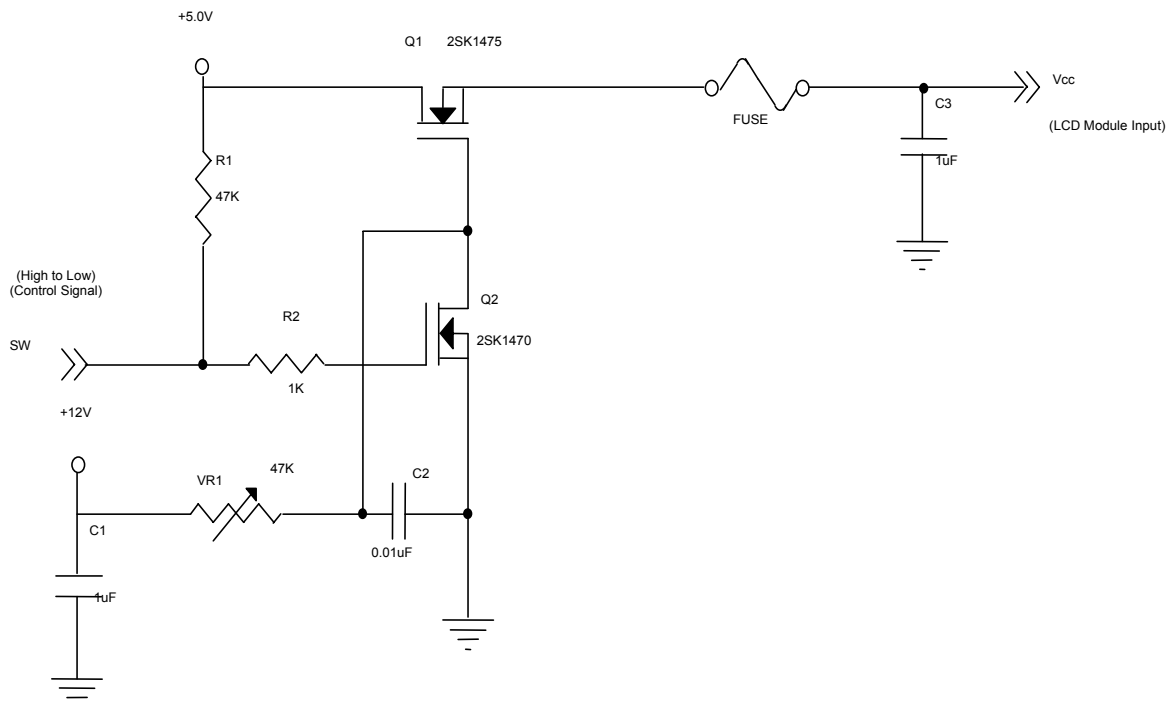 +5.0V
Q1 2SK1475
Vcc
C3
FUSE
(LCD Module Input)
R1
1uF
47K
(High to Low)
(Control Signal)
Q2
R2
SW
2SK1470
1K
+12V
47K
C2
VR1
C1
0.01uF
1uF